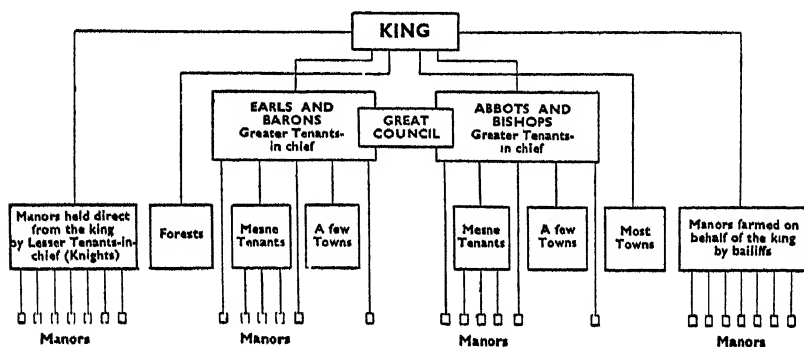 KING
EARLS AND
BARONS
Greater Tenants-
in chief
GREAT
COUNCIL
ABBOTS AND
BISHOPS
Greater Tenants-
in chief
Manors held direct
from the king
by Lesser Tenants-in-
chief (Knights)
Forests
Mesne
Tenants
A few
Towns
Mesne
Tenants
A few
Towns
Most
Towns
Manors farmed on
behalf of the king
by bailiffs
Manors
Manors
Manors
Manors